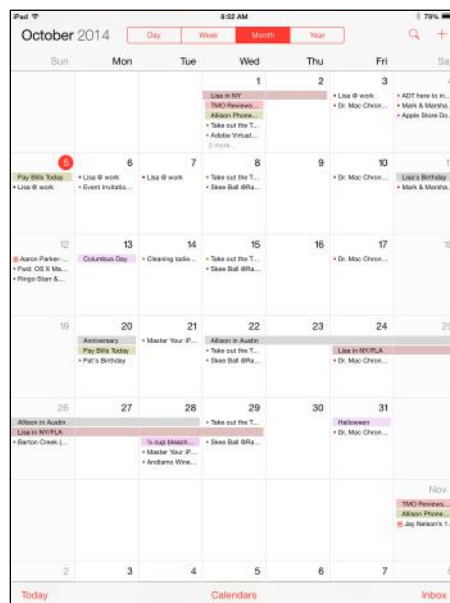 iPad
8:52 AM
79%
October 2014
Day Week Month Year
Sun Mon Tue Wed Thu Fri Sa
1 2 3 4
Lisa in NY
• Lisa @ work
• ADT here to in...
TMO Reviews...
• Dr. Mac Chron...
• Mark & Marsha...
Allison Phone...
• Apple Store Do...
• Take out the T...
• Adobe Virtual...
2 more...
5 6 7 8 9 10
Pay Bills Today
• Lisa @ work
• Lisa @ work
• Take out the T...
• Dr. Mac Chron...
Lisa's Birthday
• Lisa @ work
• Event Invitatio...
• Skee Ball @Ra...
• Mark & Marsha...
12 13 14 15 16 17 18
Aaron Parker-...
Columbus Day
• Cleaning ladie...
• Take out the T...
• Dr. Mac Chron...
• Fwd: OS X Ma...
• Skee Ball @Ra...
• Ringo Starr &...
19 20 21 22 23 24 25
Anniversary
• Master Your iP...
Allison in Austin
Pay Bills Today
• Take out the T...
Lisa in NY/FLA
• Pat's Birthday
• Skee Ball @Ra...
• Dr. Mac Chron...
26 27 28 29 30 31
Allison in Austin
• Take out the T...
Halloween
Lisa in NY/FLA
• Dr. Mac Chron...
• Barton Creek (...
½ cup bleach...
• Skee Ball @Ra...
• Master Your iP...
• Andiamo Wine...
Nov
TMO Reviews...
Allison Phone...
Jay Nelson's 1...
2 3 4 5 6 7
Today Calendars Inbox